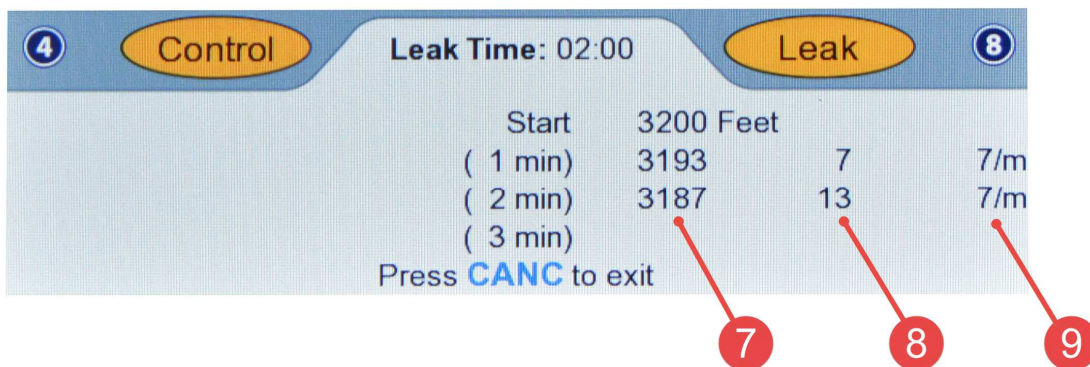 4 Control Leak Time: 02:00 Leak 8
Start 3200 Feet
( 1 min) 3193 7 7/m
( 2 min) 3187 13 7/m
( 3 min)
Press CANC to exit
7 8 9